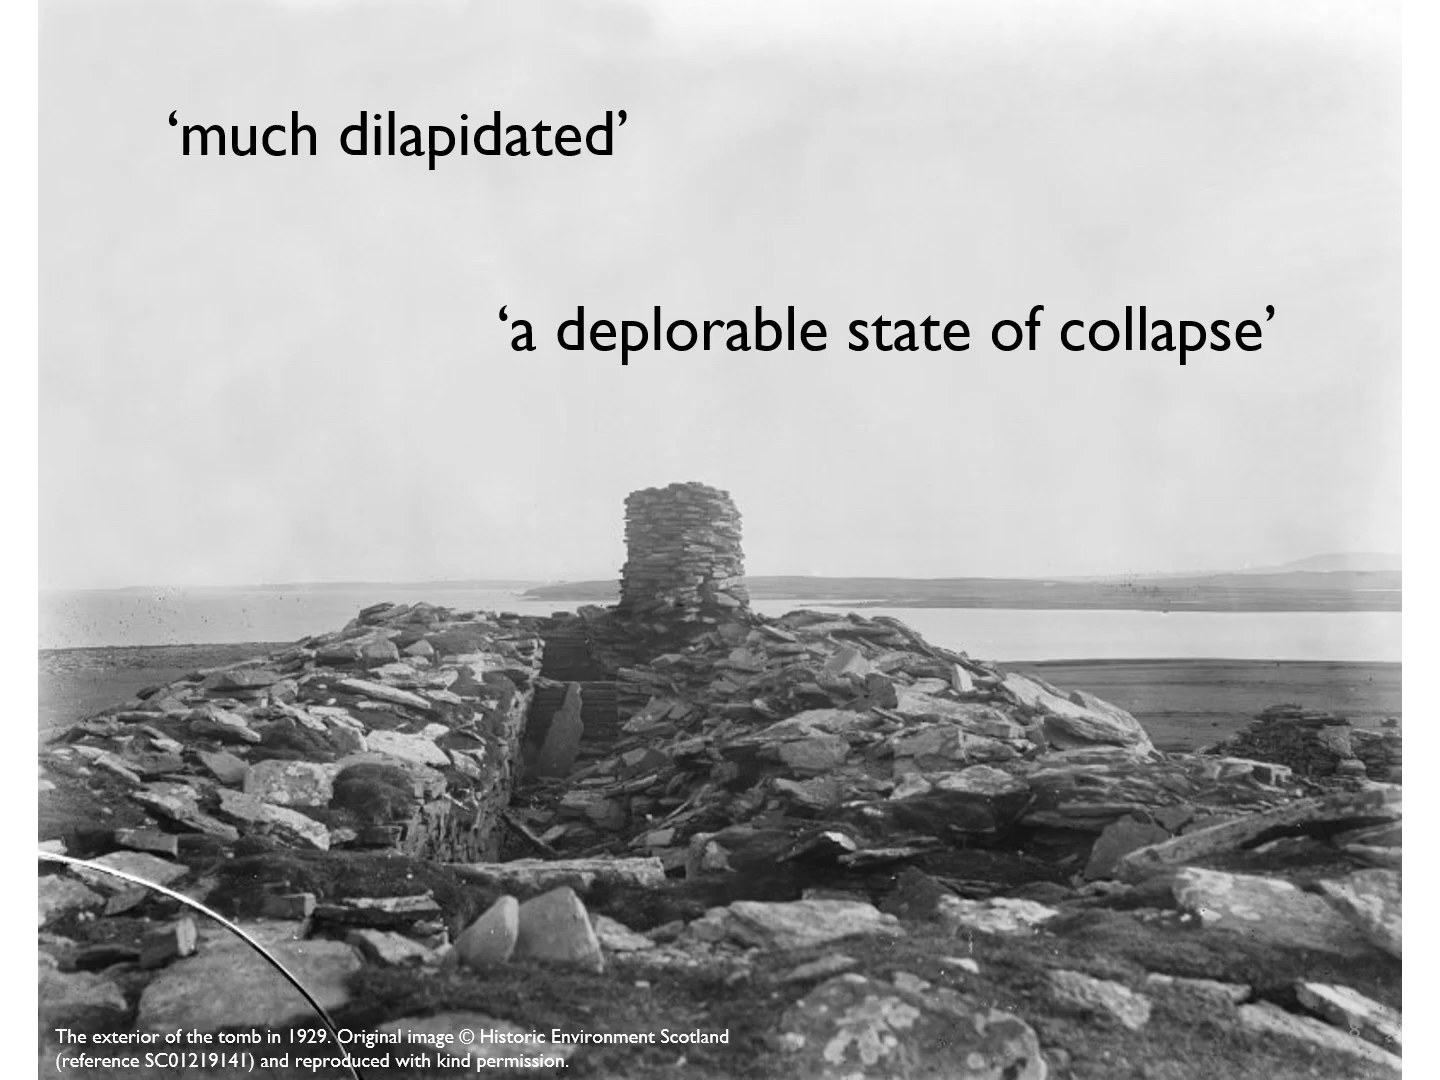 ‘much dilapidated’
‘a deplorable state of collapse’
The exterior of the tomb in 1929. Original image © Historic Environment Scotland
(reference SC01219141) and reproduced with kind permission.
8